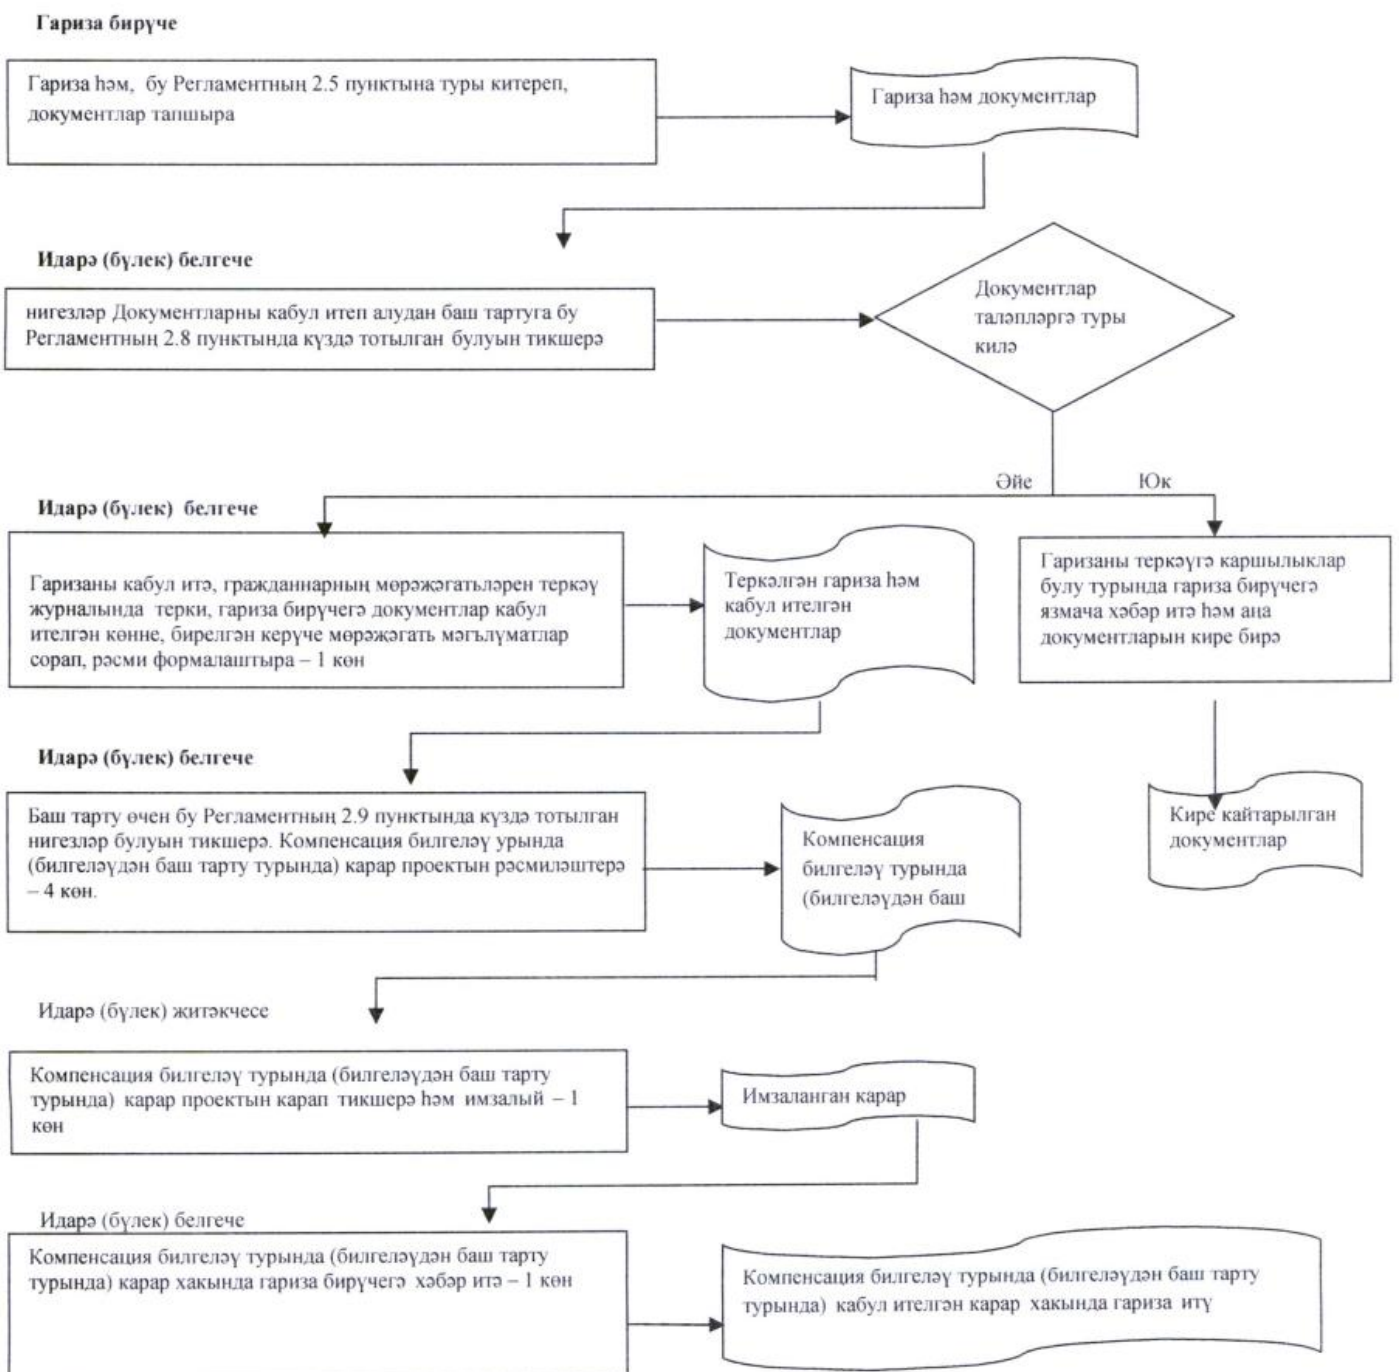 Гариза бирүче
Гариза һәм, бу Регламентның 2.5 пунктына туры китереп,
документлар тапшыра
Гариза һәм документлар
Идарә (бүлек) белгече
нигезләр Документларны кабул итеп алудан баш тартуга бу
Регламентның 2.8 пунктында күздә тотылган булуын тикшерә
Документлар
таләпләргә туры
килә
Әйе
Юк
Идарә (бүлек) белгече
Гаризаны кабул итә, гражданнарның мөрәҗәгатьләрен теркәү
журналында терки, гариза бирүчегә документлар кабул
ителгән көнне, бирелгән керүче мөрәҗәгать мәгълүматлар
сорап, рәсми формалаштыра – 1 көн
Теркәлгән гариза һәм
кабул ителгән
документлар
Гаризаны теркәүгә каршылыклар
булу турында гариза бирүчегә
язмача хәбәр итә һәм аңа
документларын кире бирә
Идарә (бүлек) белгече
Баш тарту өчен бу Регламентның 2.9 пунктында күздә тотылган
нигезләр булуын тикшерә. Компенсация билгеләү урында
(билгеләүдән баш тарту турында) карар проектын рәсмиләштерә
– 4 көн.
Компенсация
билгеләү турында
(билгеләүдән баш
Кире кайтарылган
документлар
Идарә (бүлек) җитәкчесе
Компенсация билгеләү турында (билгеләүдән баш тарту
турында) карар проектын карап тикшерә һәм имзалый – 1
көн
Имзаланган карар
Идарә (бүлек) белгече
Компенсация билгеләү турында (билгеләүдән баш тарту
турында) карар хакында гариза бирүчегә хәбәр итә – 1 көн
Компенсация билгеләү турында (билгеләүдән баш тарту
турында) кабул ителгән карар хакында гариза итү